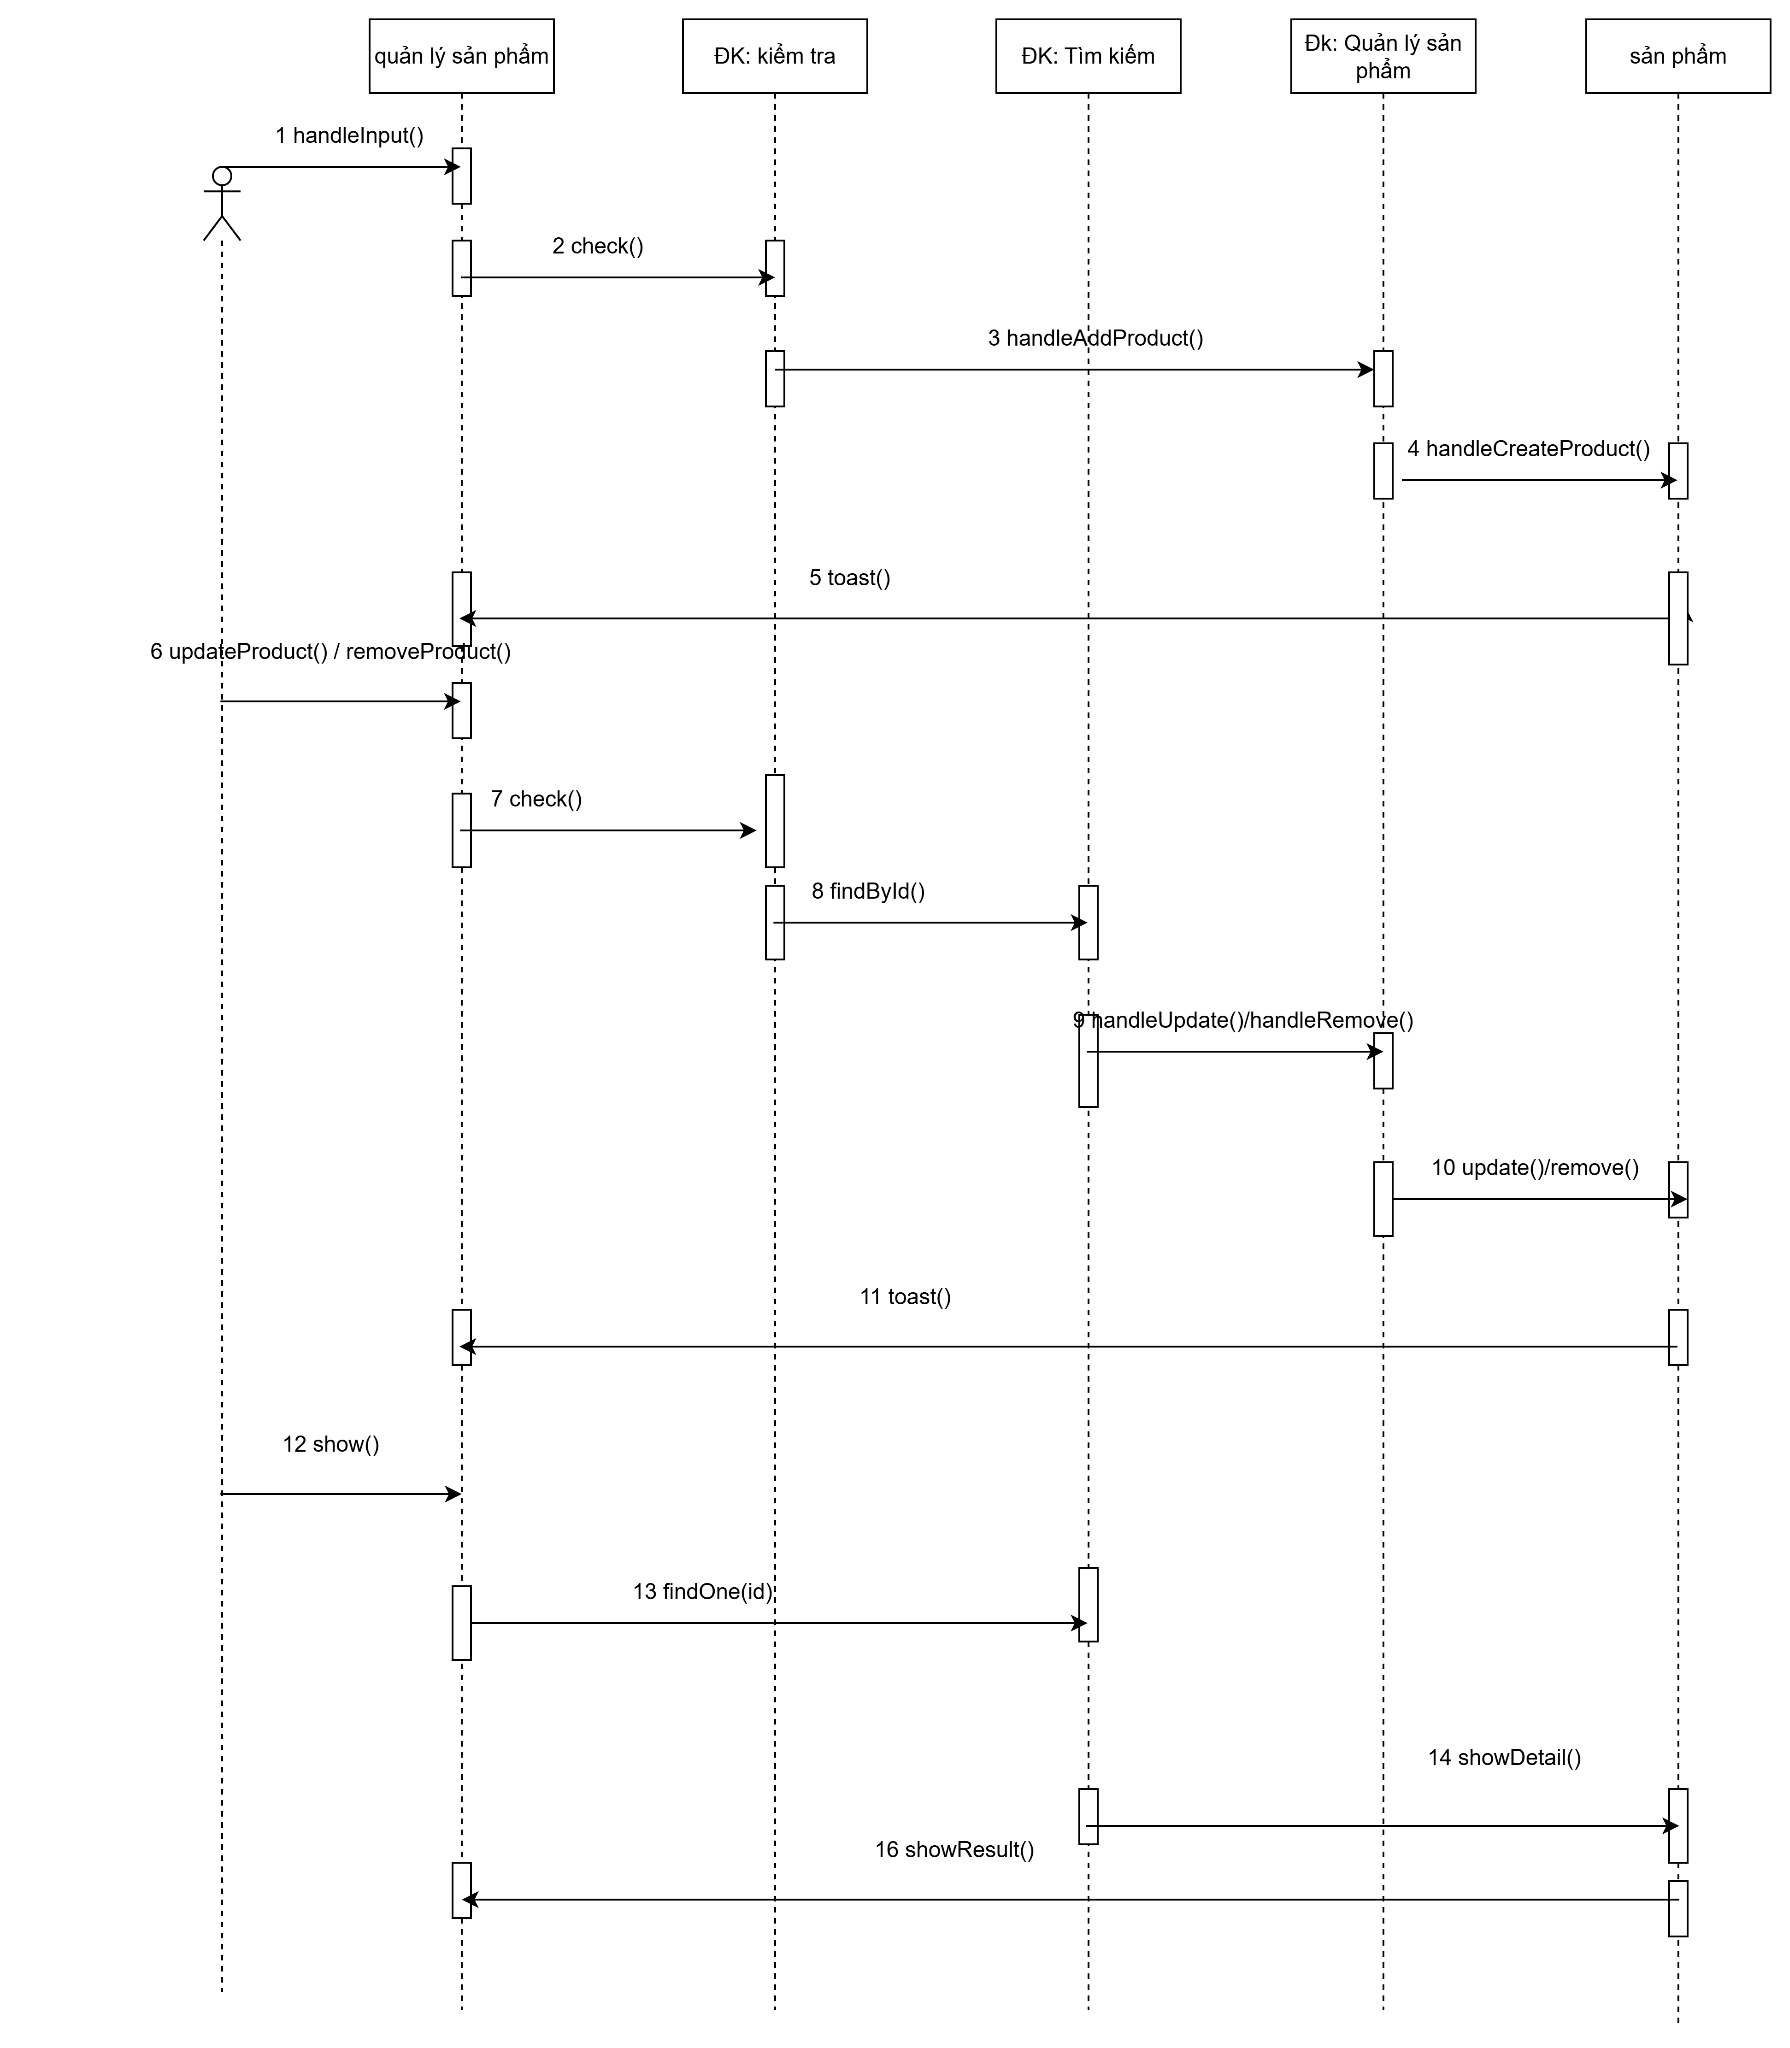 quản lý sản phẩm
ĐK: kiểm tra
ĐK: Tìm kiếm
Đk: Quản lý sản
phẩm
sản phẩm
1 handleInput()
2 check()
3 handleAddProduct()
4 handleCreateProduct()
5 toast()
6 updateProduct() / removeProduct()
7 check()
8 findById()
9 handleUpdate()/handleRemove()
10 update()/remove()
11 toast()
12 show()
13 findOne(id)
14 showDetail()
16 showResult()